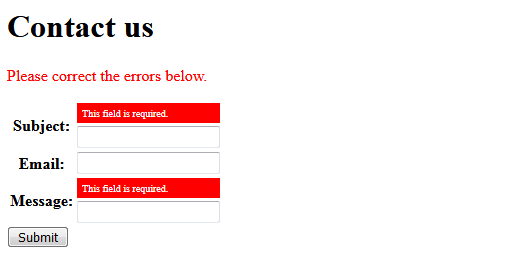 Contact us
Please correct the errors below.
This field is required.
Subject:
Email:
This field is required.
Message:
Submit